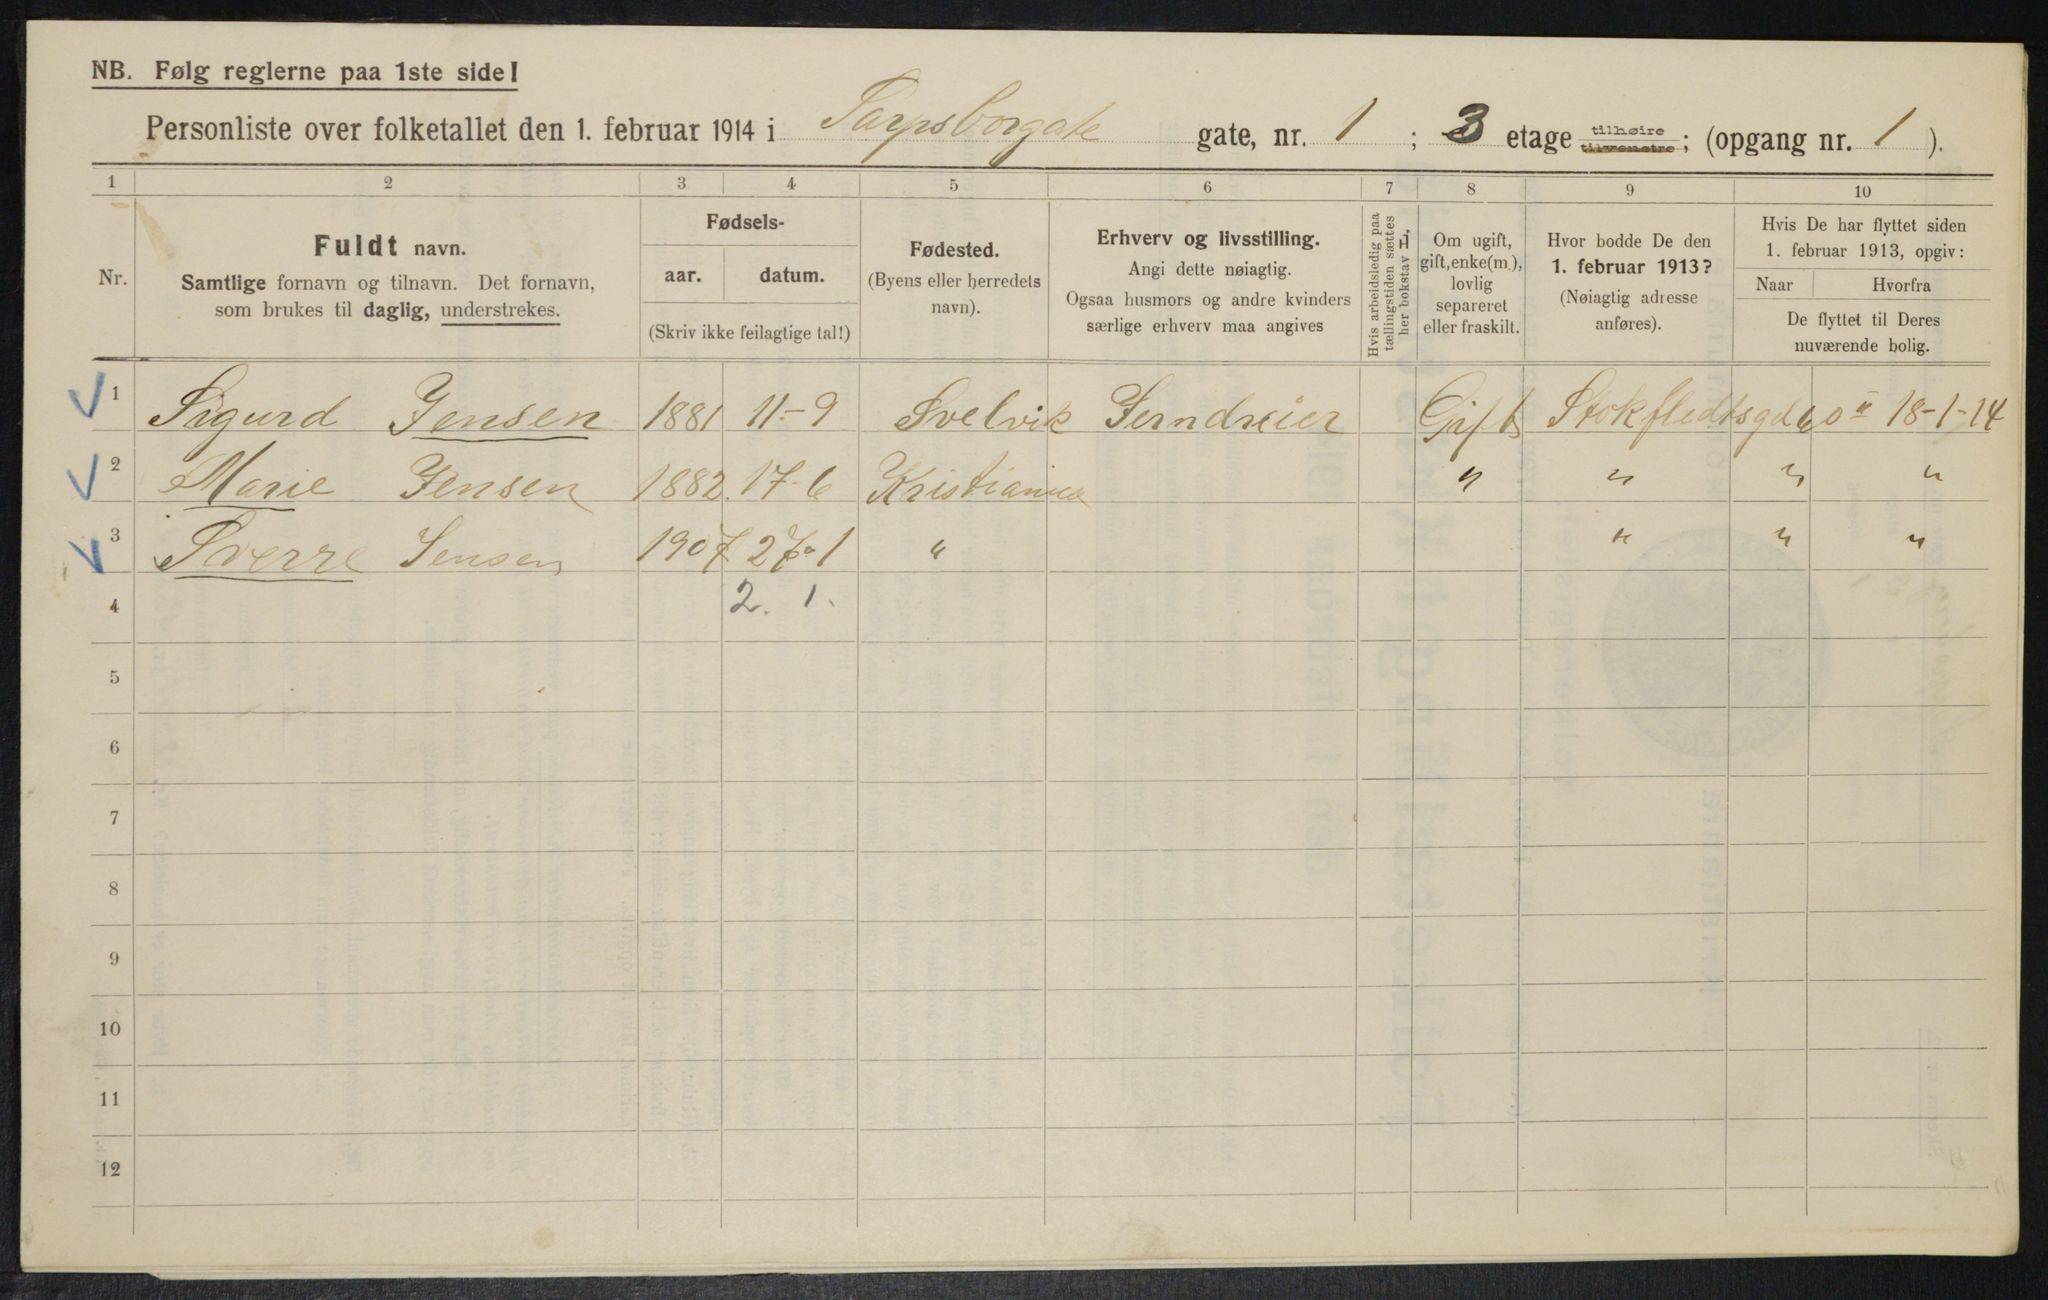 NB. Følg reglerne paa 1ste side!
Personliste over folketallet den 1. februar 1914 i Sarpsborgate gate, nr. 1 ; 3 etage tilhøire tilvenstre; (opgang nr. 1 ).
1 2 3 4 5 6 7 8 9 10
Nr.
Fuldt navn.
Samtlige fornavn og tilnavn. Det fornavn,
som brukes til daglig, understrekes.
Fødsels-
aar. datum.
(Skriv ikke feilagtige tal!)
Fødested.
(Byens eller herredets
navn).
Erhverv og livsstilling.
Angi dette nøiagtig.
Ogsaa husmors og andre kvinders
særlige erhverv maa angives
Hvis arbeidsledig paa
tællingstiden sættes
her bokstav L,
Om ugift,
gift, enke(m.),
lovlig
separeret
eller fraskilt.
Hvor bodde De den
1. februar 1913?
(Nøiagtig adresse
anføres).
Hvis De har flyttet siden
1. februar 1913, opgiv:
Naar Hvorfra
De flyttet til Deres
nuværende bolig.
1 Sigurd Jensen 1881 11-9 Svelvik Gift Stokfledtsgd 18-1-14
2 Marie Jensen 1882. 17-6 Kristiania " " " "
3 Sverre Jensen 1907 27-1 " " " "
4 2. 1.
5
6
7
8
9
10
11
12